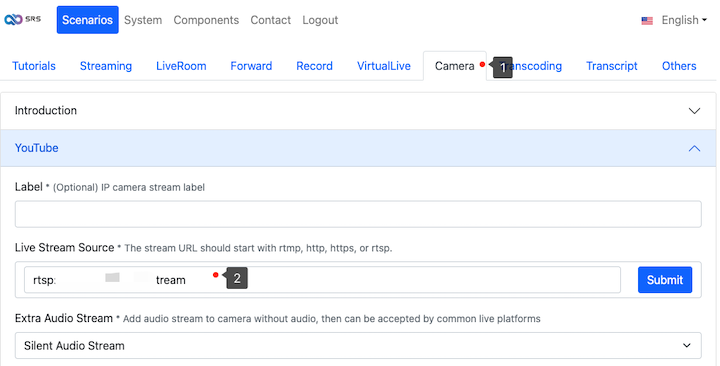 SRS Scenarios System Components Contact Logout English
Tutorials Streaming LiveRoom Forward Record VirtualLive Camera 1 Transcoding Transcript Others
Introduction
YouTube
Label * (Optional) IP camera stream label
Live Stream Source * The stream URL should start with rtmp, http, https, or rtsp.
rtsp: tream 2 Submit
Extra Audio Stream * Add audio stream to camera without audio, then can be accepted by common live platforms
Silent Audio Stream